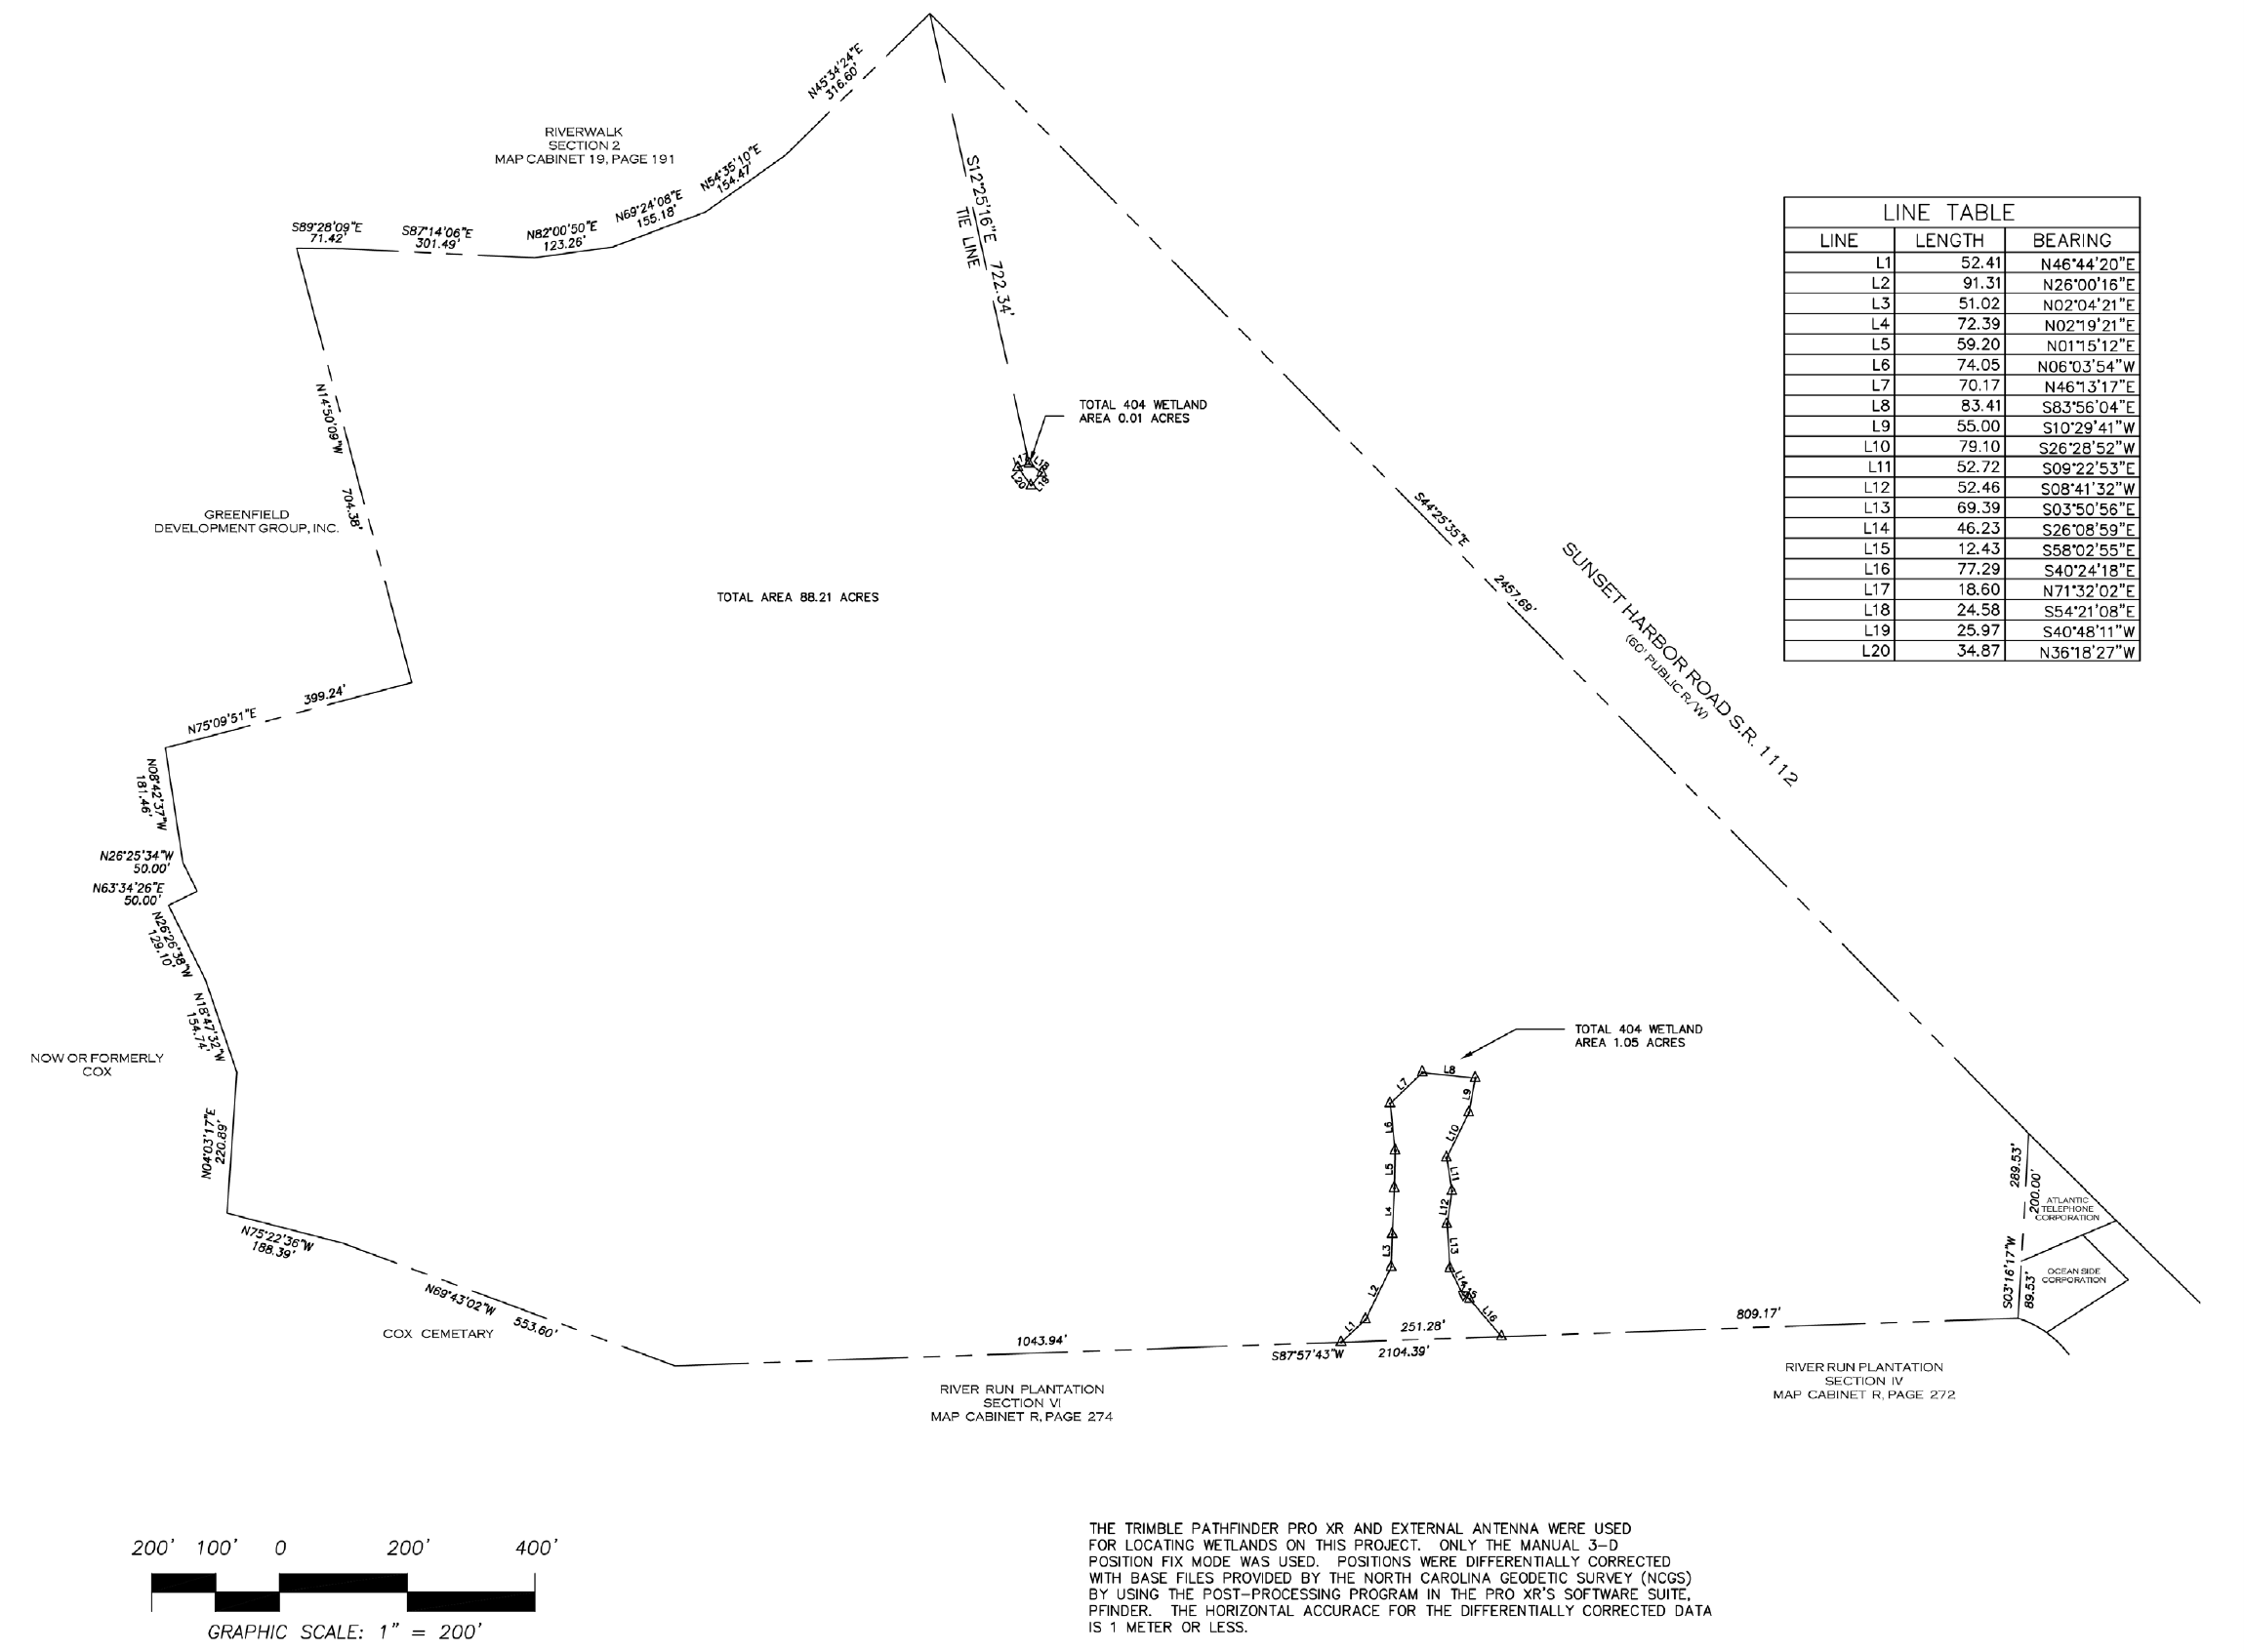 N45°34'24"E
316.60'
RIVERWALK
SECTION 2
MAP CABINET 19, PAGE 191
N54°35'10"E
154.47'
N69°24'08"E
155.18'
N82°00'50"E
123.26'
S87°14'06"E
301.49'
S89°28'09"E
71.42'
S12°25'16"E 722.34'
TIE LINE
LINE TABLE
LINE LENGTH BEARING
L1 52.41 N46°44'20"E
L2 91.31 N26°00'16"E
L3 51.02 N02°04'21"E
L4 72.39 N02°19'21"E
L5 59.20 N01°15'12"E
L6 74.05 N06°03'54"W
L7 70.17 N46°13'17"E
L8 83.41 S83°56'04"E
L9 55.00 S10°29'41"W
L10 79.10 S26°28'52"W
L11 52.72 S09°22'53"E
L12 52.46 S08°41'32"W
L13 69.39 S03°50'56"E
L14 46.23 S26°08'59"E
L15 12.43 S58°02'55"E
L16 77.29 S40°24'18"E
L17 18.60 N71°32'02"E
L18 24.58 S54°21'08"E
L19 25.97 S40°48'11"W
L20 34.87 N36°18'27"W
N14°50'09"W
704.38'
TOTAL 404 WETLAND
AREA 0.01 ACRES
L17
L18
L19
L20
GREENFIELD
DEVELOPMENT GROUP, INC.
TOTAL AREA 88.21 ACRES
S44°25'35"E
2457.69'
SUNSET HARBOR ROAD S.R. 1112
(60' PUBLIC R/W)
N75°09'51"E
399.24'
N08°42'37"W
181.46'
N26°25'34"W
50.00'
N63°34'26"E
50.00'
N26°26'38"W
129.10'
N18°47'32"W
154.74'
NOW OR FORMERLY
COX
N04°03'17"E
220.89'
N75°22'36"W
188.39'
N69°43'02"W
553.60'
COX CEMETARY
TOTAL 404 WETLAND
AREA 1.05 ACRES
L8
L7
L9
L6
L10
L5
L11
L4
L12
L3
L13
L2
L14
L15
L1
L16
289.53'
200.00'
ATLANTIC
TELEPHONE
CORPORATION
S03°16'17"W
89.53'
OCEAN SIDE
CORPORATION
1043.94'
251.28'
809.17'
S87°57'43"W 2104.39'
RIVER RUN PLANTATION
SECTION VI
MAP CABINET R, PAGE 274
RIVER RUN PLANTATION
SECTION IV
MAP CABINET R, PAGE 272
200' 100' 0 200' 400'
GRAPHIC SCALE: 1" = 200'
THE TRIMBLE PATHFINDER PRO XR AND EXTERNAL ANTENNA WERE USED
FOR LOCATING WETLANDS ON THIS PROJECT. ONLY THE MANUAL 3-D
POSITION FIX MODE WAS USED. POSITIONS WERE DIFFERENTIALLY CORRECTED
WITH BASE FILES PROVIDED BY THE NORTH CAROLINA GEODETIC SURVEY (NCGS)
BY USING THE POST-PROCESSING PROGRAM IN THE PRO XR'S SOFTWARE SUITE,
PFINDER. THE HORIZONTAL ACCURACE FOR THE DIFFERENTIALLY CORRECTED DATA
IS 1 METER OR LESS.